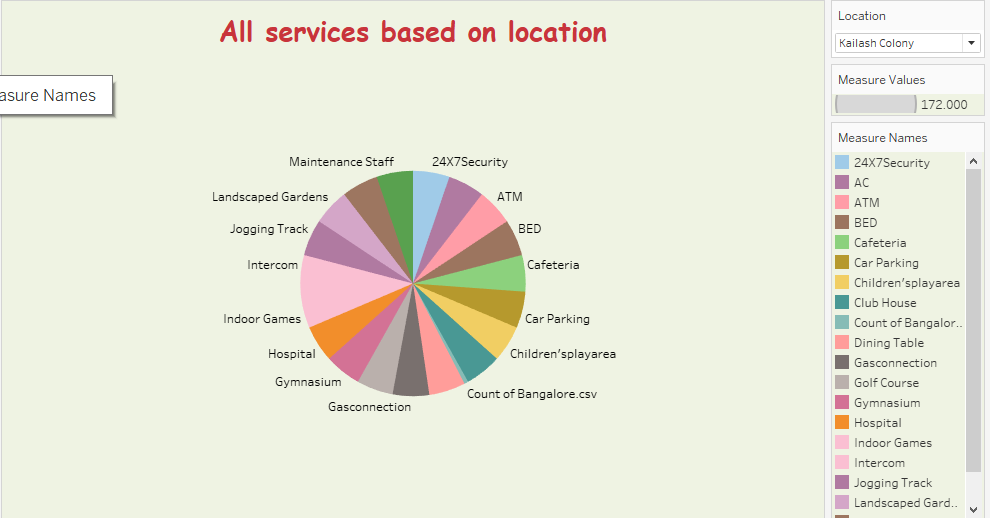 All services based on location
asure Names
Maintenance Staff
24X7Security
Landscaped Gardens
ATM
Jogging Track
BED
Intercom
Cafeteria
Indoor Games
Car Parking
Hospital
Children'splayarea
Gymnasium
Count of Bangalore.csv
Gasconnection
Location
Kailash Colony
Measure Values
172.000
Measure Names
24X7Security
AC
ATM
BED
Cafeteria
Car Parking
Children'splayarea
Club House
Count of Bangalor..
Dining Table
Gasconnection
Golf Course
Gymnasium
Hospital
Indoor Games
Intercom
Jogging Track
Landscaped Gard..